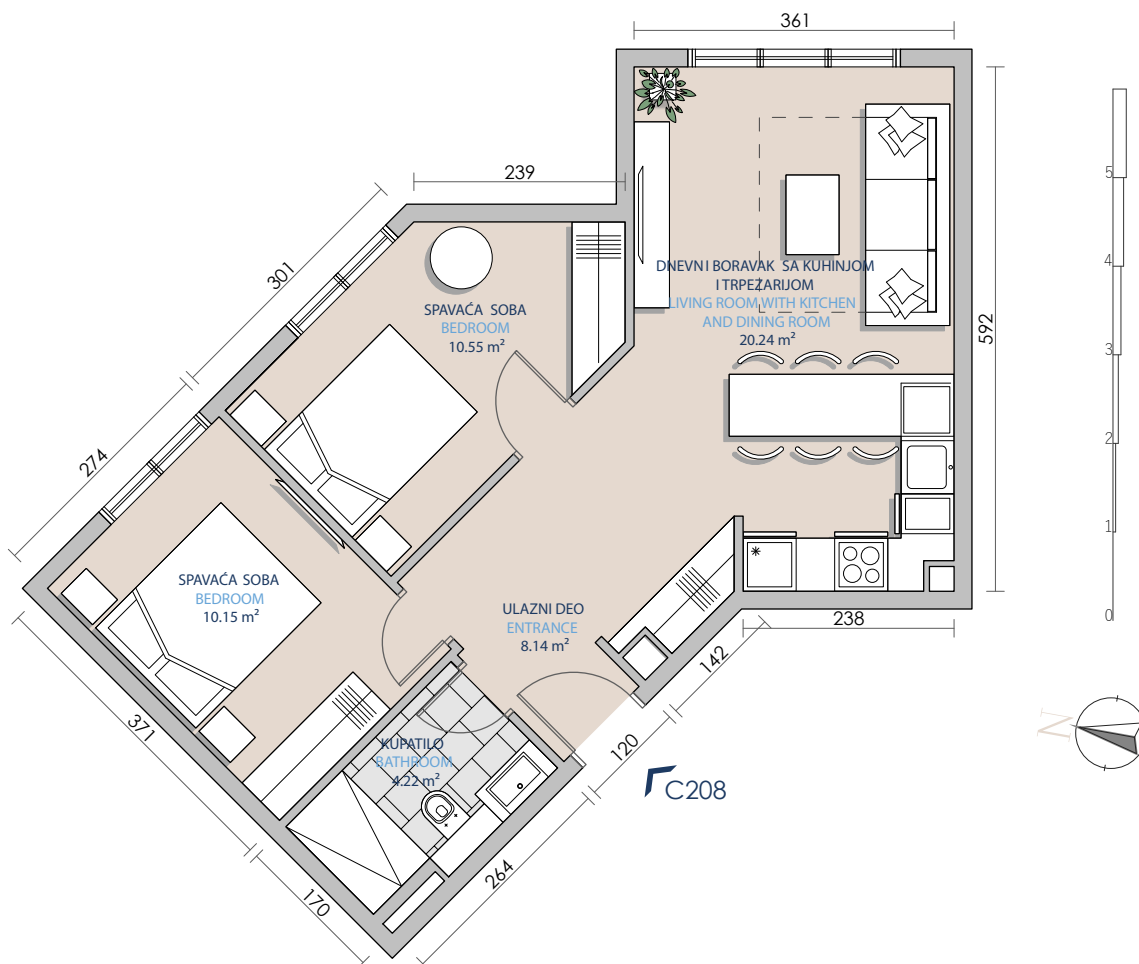 361
239
301
592
5
4
3
2
1
0
DNEVNI BORAVAK SA KUHINJOM
I TRPEZARIJOM
LIVING ROOM WITH KITCHEN
AND DINING ROOM
20.24 m²
SPAVAĆA SOBA
BEDROOM
10.55 m²
274
SPAVAĆA SOBA
BEDROOM
10.15 m²
ULAZNI DEO
ENTRANCE
8.14 m²
238
142
371
120
KUPATILO
BATHROOM
4.22 m²
C208
264
170
N